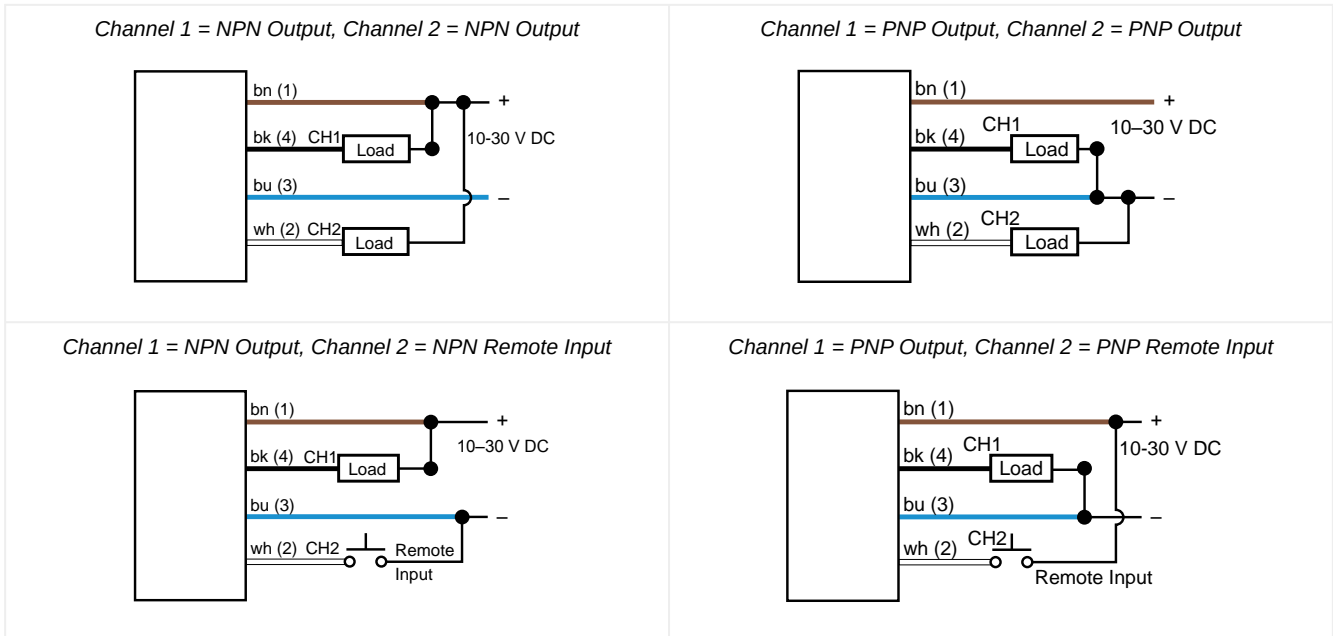 Channel 1 = NPN Output, Channel 2 = NPN Output
bn (1)
+
10-30 V DC
bk (4) CH1
Load
bu (3)
–
wh (2) CH2
Load
Channel 1 = PNP Output, Channel 2 = PNP Output
bn (1)
+
10–30 V DC
bk (4) CH1
Load
bu (3)
–
wh (2) CH2
Load
Channel 1 = NPN Output, Channel 2 = NPN Remote Input
bn (1)
+
10–30 V DC
bk (4) CH1
Load
bu (3)
–
wh (2) CH2
Remote
Input
Channel 1 = PNP Output, Channel 2 = PNP Remote Input
bn (1)
+
10-30 V DC
bk (4) CH1
Load
bu (3)
–
wh (2) CH2
Remote Input